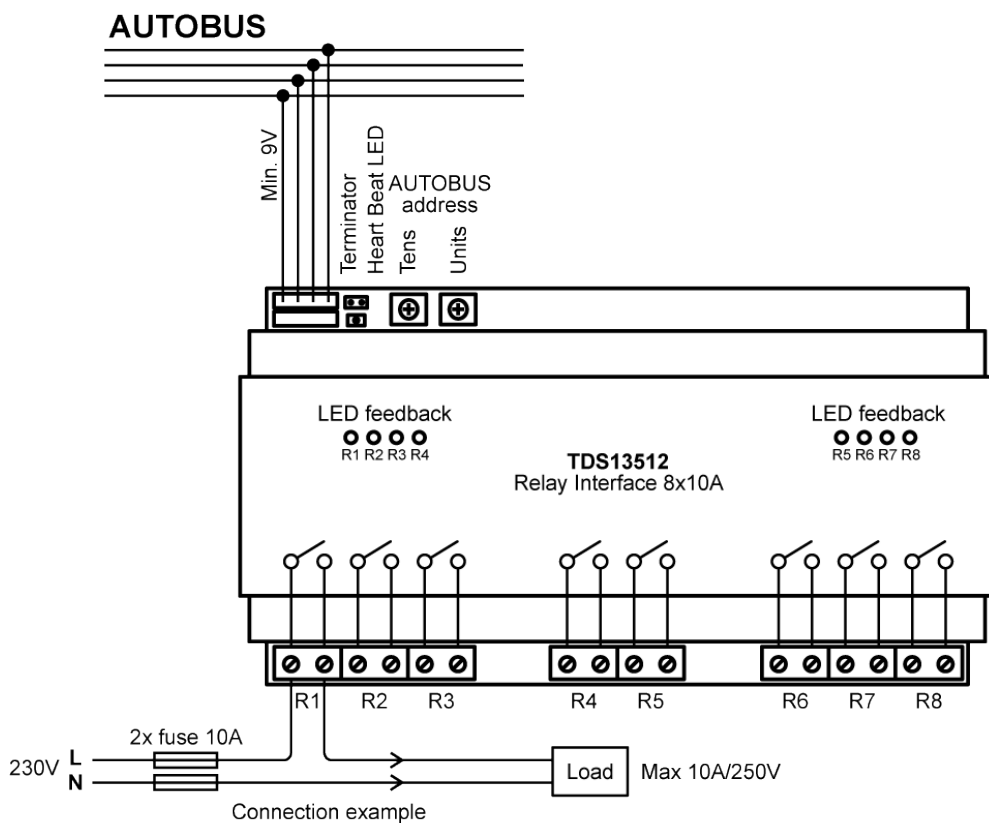 AUTOBUS
Min. 9V
Terminator
Heart Beat LED
AUTOBUS
address
Tens
Units
LED feedback
R1 R2 R3 R4
LED feedback
R5 R6 R7 R8
TDS13512
Relay Interface 8x10A
R1 R2 R3 R4 R5 R6 R7 R8
2x fuse 10A
230V L
N
Load
Max 10A/250V
Connection example